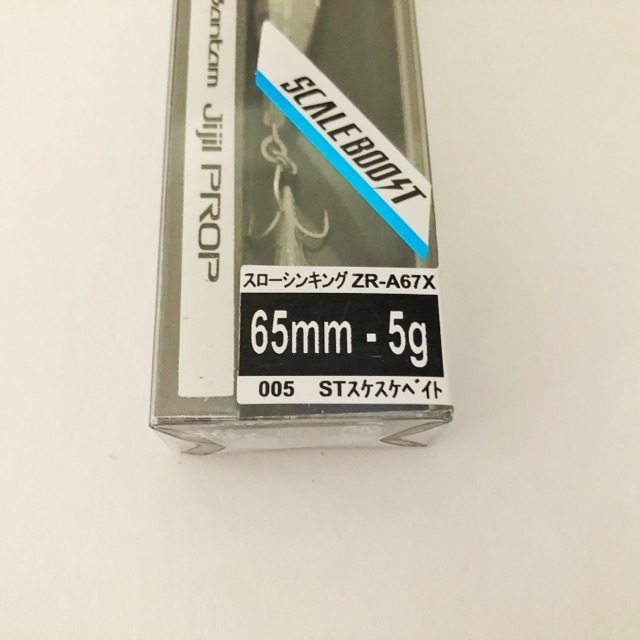 SCALE BOOST
Bantam Jijil PROP
スローシンキング ZR-A67X
65mm - 5g
005 STスケスケベイト